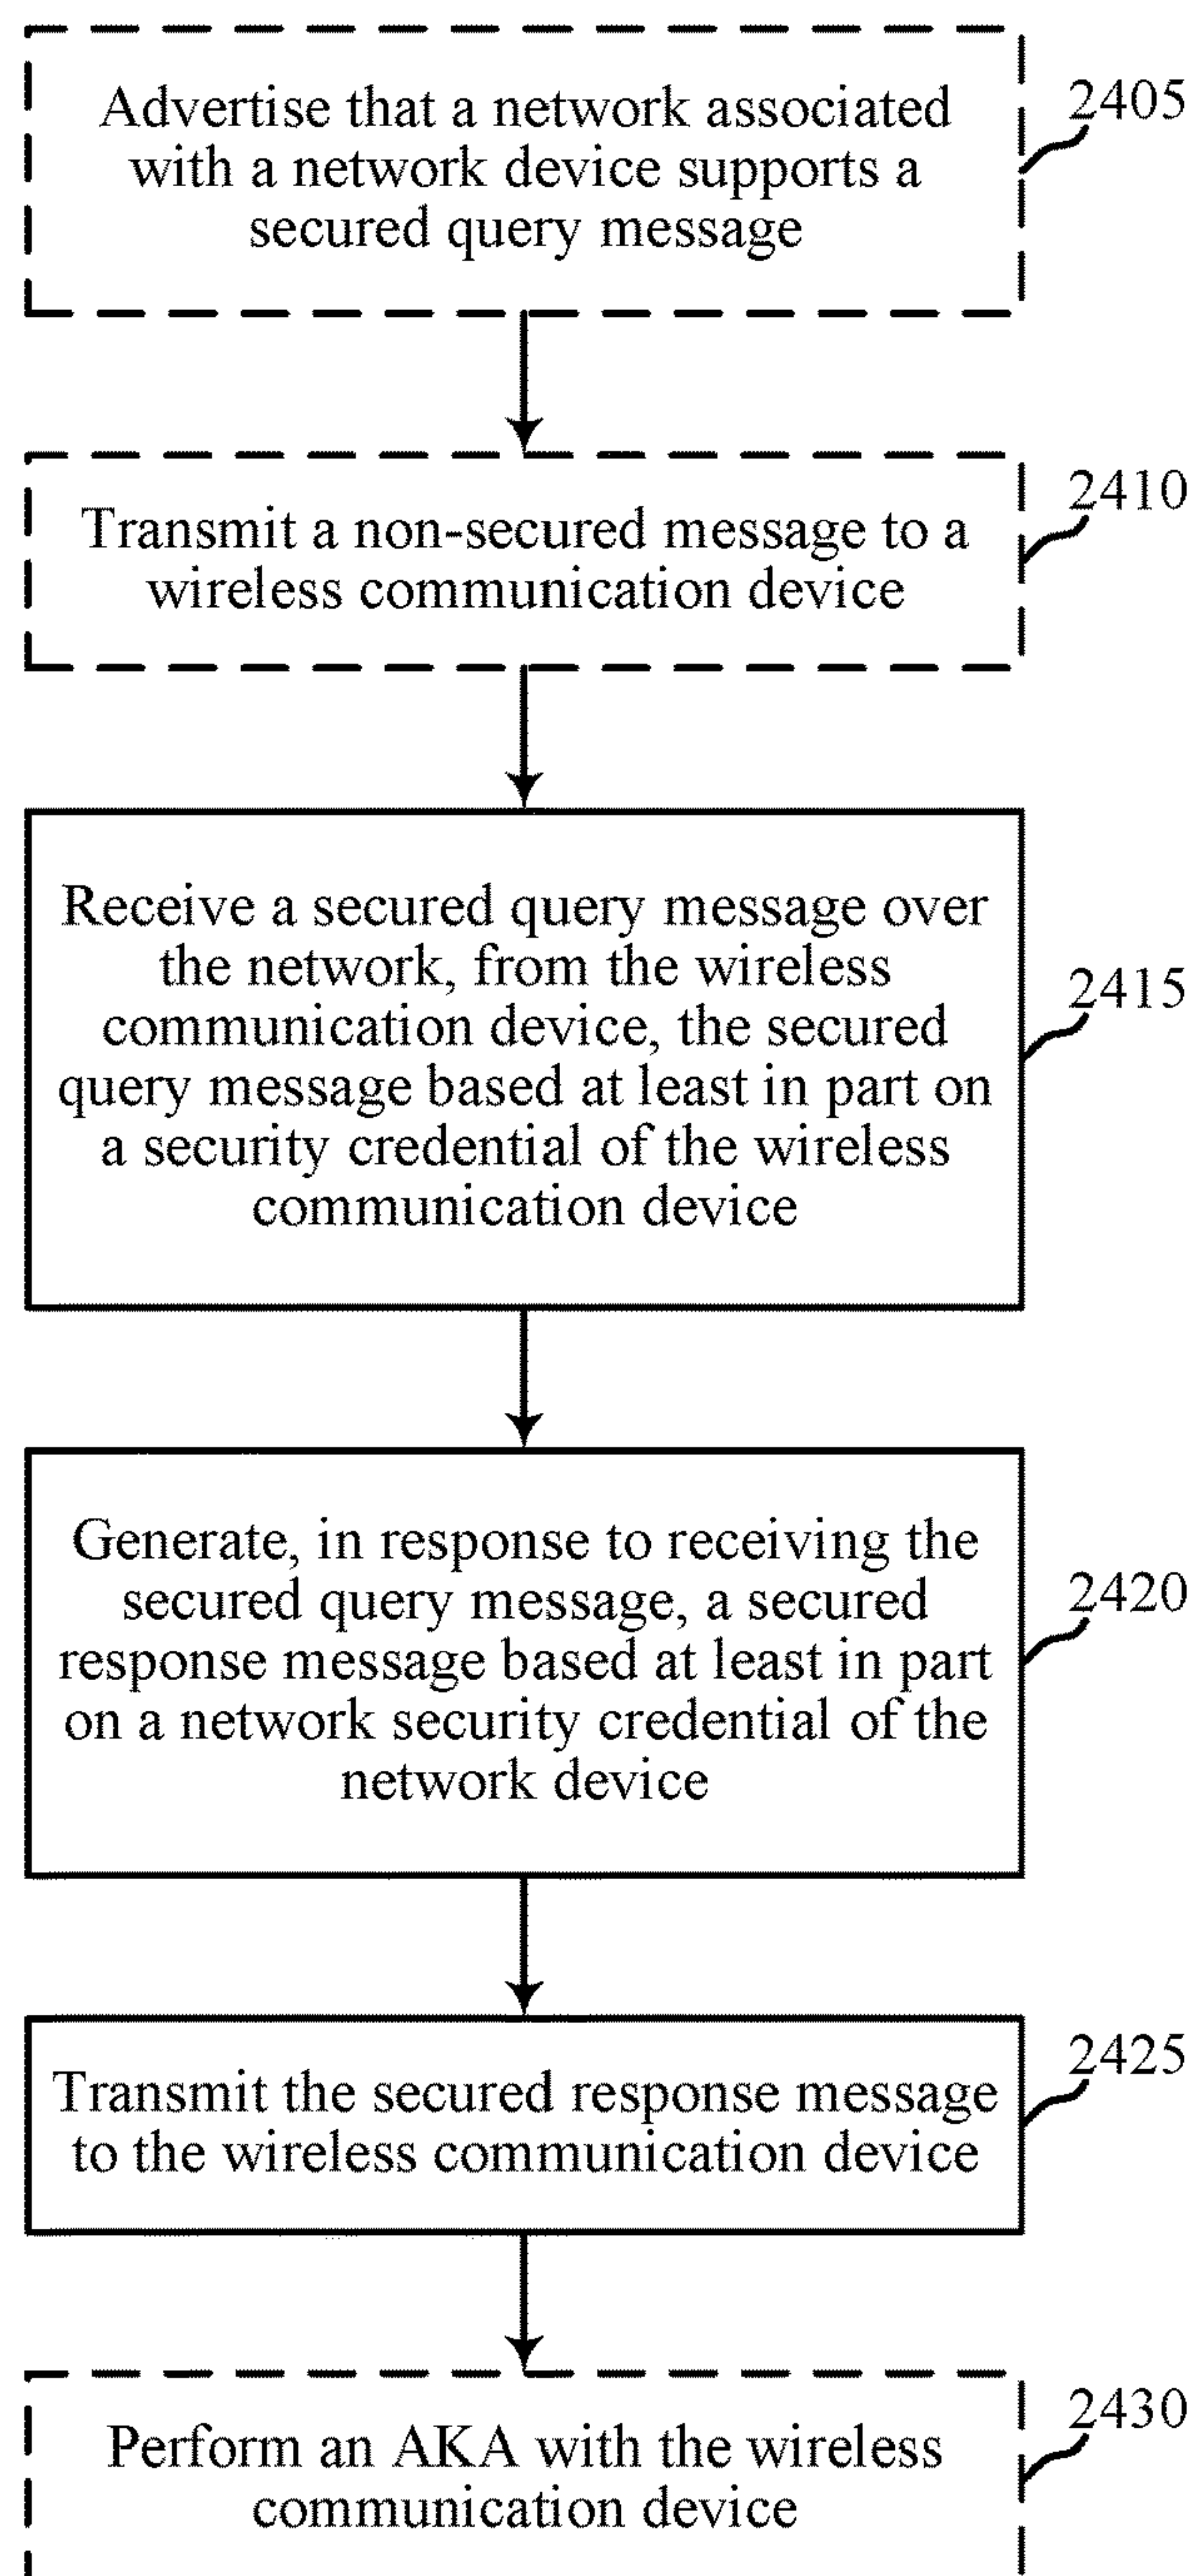 Advertise that a network associated
with a network device supports a
secured query message
2405
Transmit a non-secured message to a
wireless communication device
2410
Receive a secured query message over
the network, from the wireless
communication device, the secured
query message based at least in part on
a security credential of the wireless
communication device
2415
Generate, in response to receiving the
secured query message, a secured
response message based at least in part
on a network security credential of the
network device
2420
Transmit the secured response message
to the wireless communication device
2425
Perform an AKA with the wireless
communication device
2430